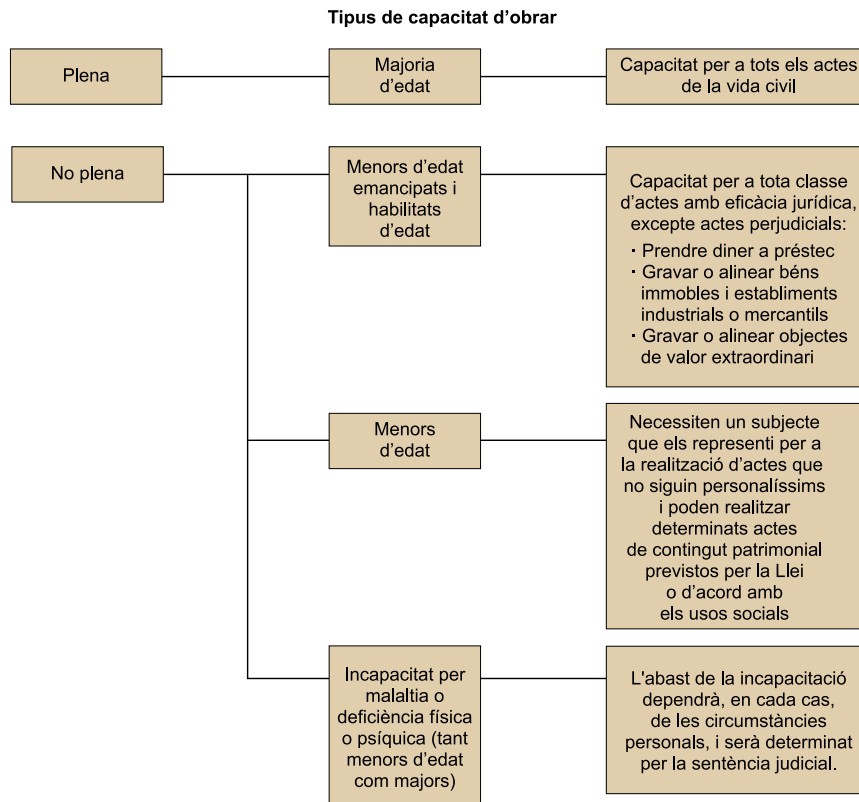 Tipus de capacitat d'obrar
Plena
Majoria
d'edat
Capacitat per a tots els actes
de la vida civil
No plena
Menors d'edat
emancipats i
habilitats
d'edat
Capacitat per a tota classe
d'actes amb eficàcia jurídica,
excepte actes perjudicials:
· Prendre diner a préstec
· Gravar o alinear béns
immobles i establiments
industrials o mercantils
· Gravar o alinear objectes
de valor extraordinari
Menors
d'edat
Necessiten un subjecte
que els representi per a
la realització d'actes que
no siguin personalíssims
i poden realitzar
determinats actes
de contingut patrimonial
previstos per la Llei
o d'acord amb
els usos socials
Incapacitat per
malaltia o
deficiència física
o psíquica (tant
menors d'edat
com majors)
L'abast de la incapacitació
dependrà, en cada cas,
de les circumstàncies
personals, i serà determinat
per la sentència judicial.